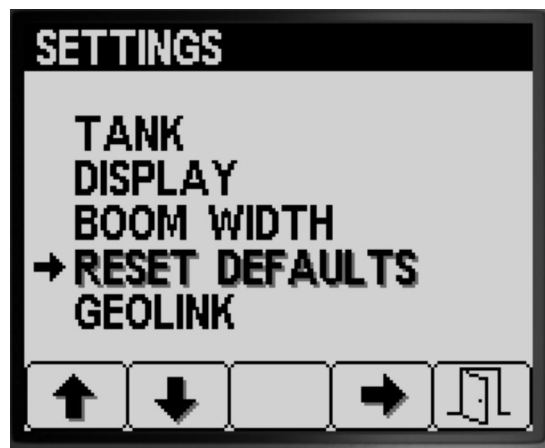 SETTINGS
TANK
DISPLAY
BOOM WIDTH
RESET DEFAULTS
GEOLINK